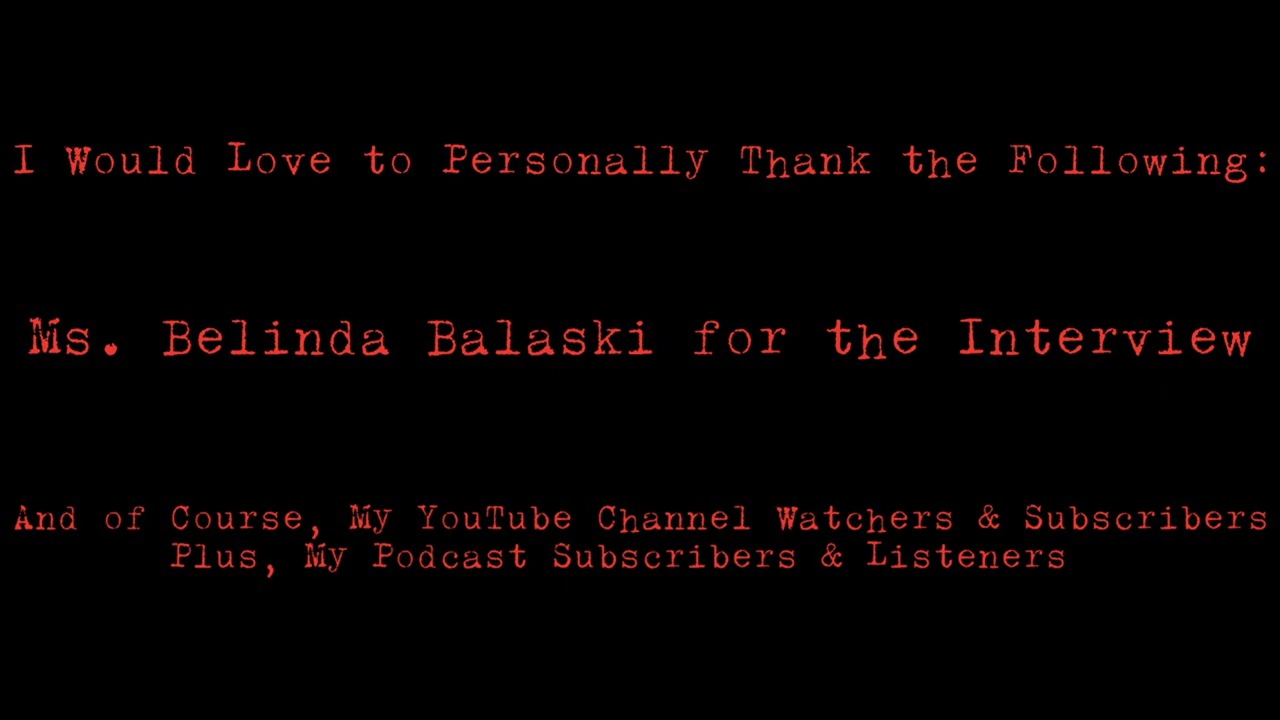 I Would Love to Personally Thank the Following:
Ms. Belinda Balaski for the Interview
And of Course, My YouTube Channel Watchers & Subscribers
Plus, My Podcast Subscribers & Listeners